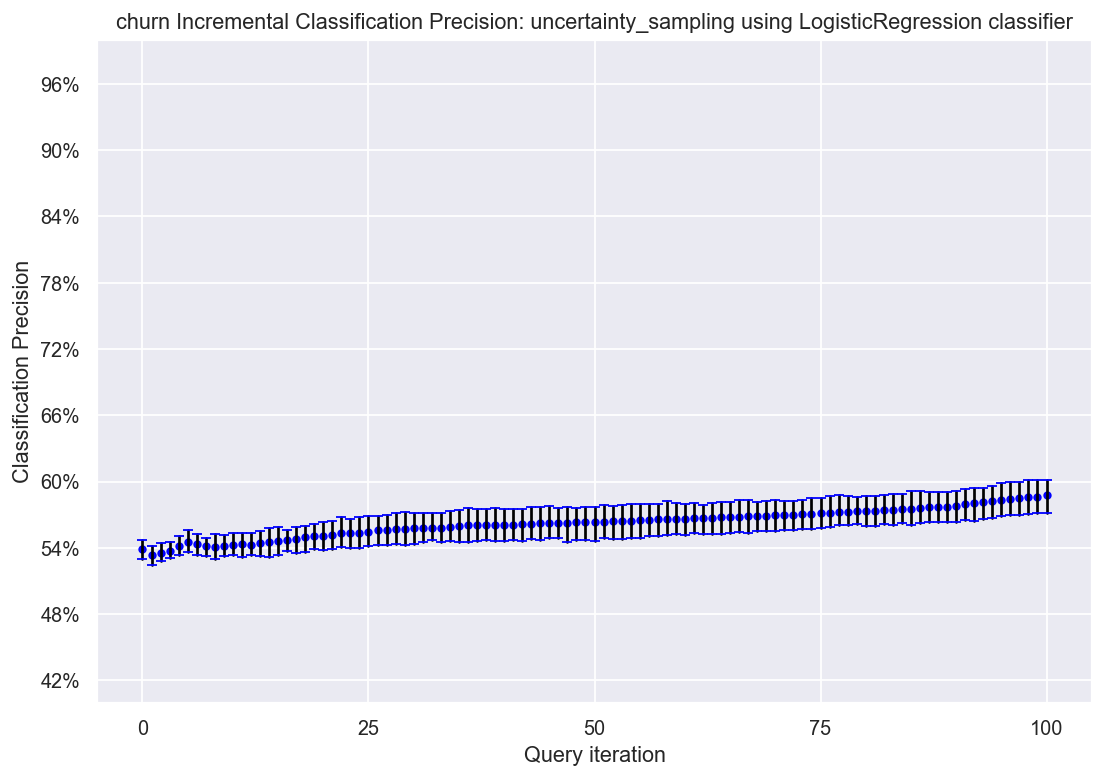 churn Incremental Classification Precision: uncertainty_sampling using LogisticRegression classifier
96%
90%
84%
78%
72%
66%
60%
54%
48%
42%
Classification Precision
0 25 50 75 100
Query iteration